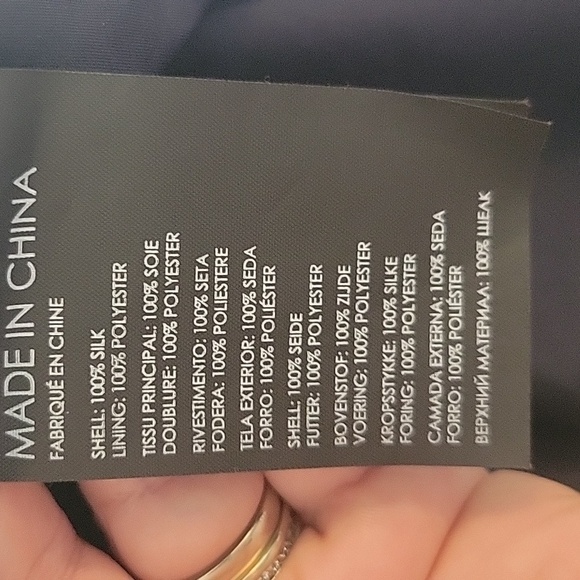 MADE IN CHINA
FABRIQUÉ EN CHINE
SHELL: 100% SILK
LINING: 100% POLYESTER
TISSU PRINCIPAL: 100% SOIE
DOUBLURE: 100% POLYESTER
RIVESTIMENTO: 100% SETA
FODERA: 100% POLIESTERE
TELA EXTERIOR: 100% SEDA
FORRO: 100% POLIÉSTER
SHELL: 100% SEIDE
FUTTER: 100% POLYESTER
BOVENSTOF: 100% ZIJDE
VOERING: 100% POLYESTER
KROPSSTYKKE: 100% SILKE
FORING: 100% POLYESTER
CAMADA EXTERNA: 100% SEDA
FORRO: 100% POLIÉSTER
ВЕРХНИЙ МАТЕРИАЛ: 100% ШЕЛК